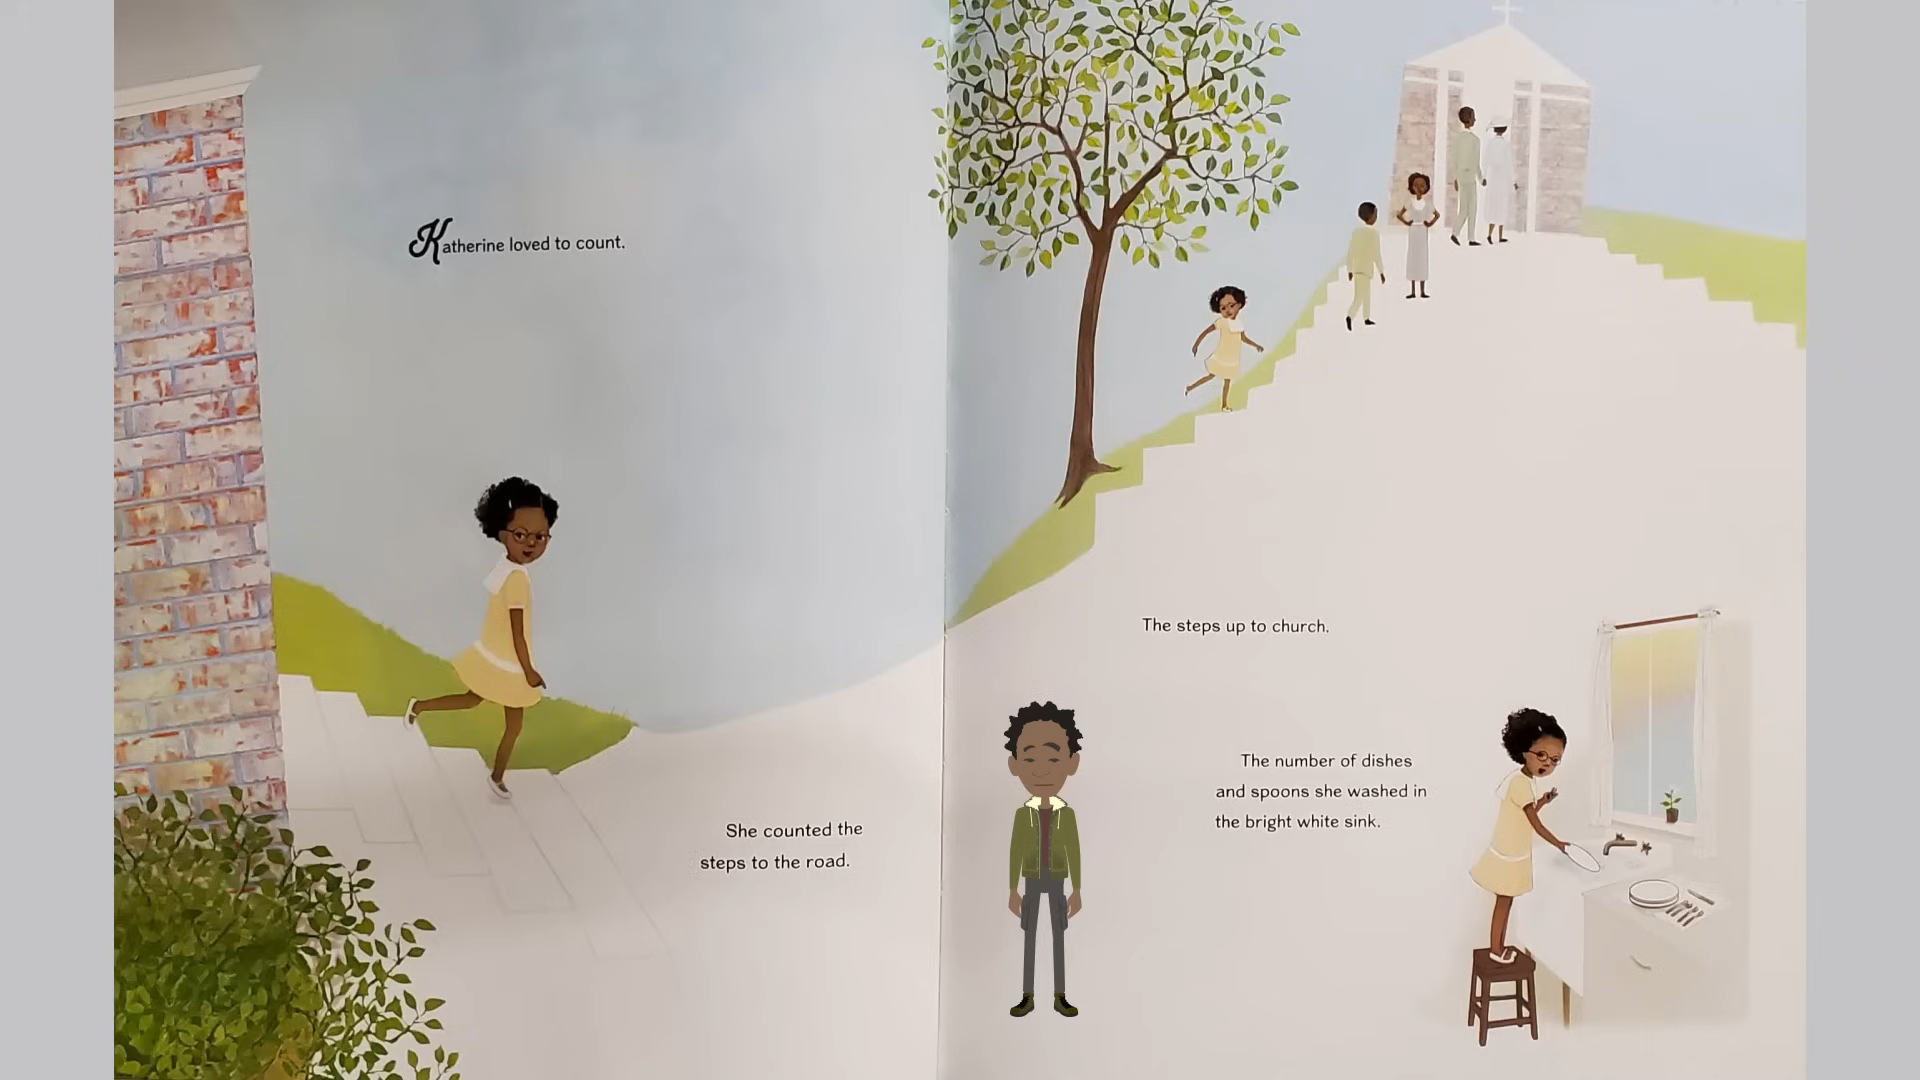 Katherine loved to count.
She counted the
steps to the road.
The steps up to church.
The number of dishes
and spoons she washed in
the bright white sink.